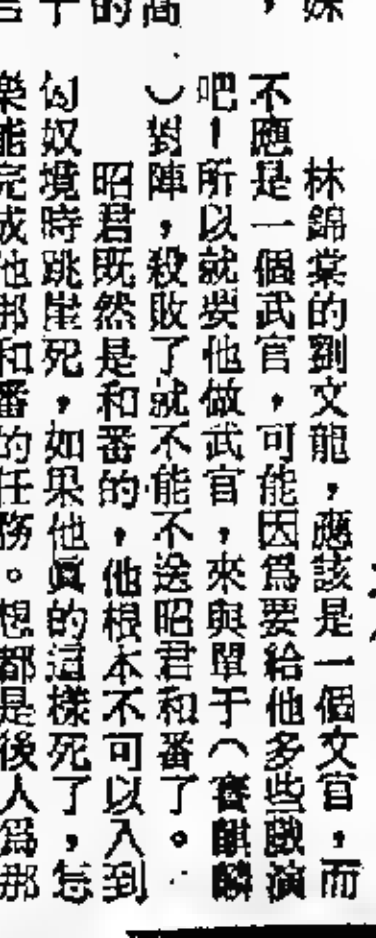 妹
，
高
的
林錦棠的劉文龍，應該是一個文官，而
不應是一個武官，可能因爲要給他多些戲演
吧！所以就要他做武官，來與單于（賽麒麟
）對陣，殺敗了就不能不送昭君和番了。
昭君既然是和番的，他根本不可以入到
匈奴境時跳崖死，如果他眞的這樣死了，怎
樂能完成他那和番的任務。想都是後人爲那